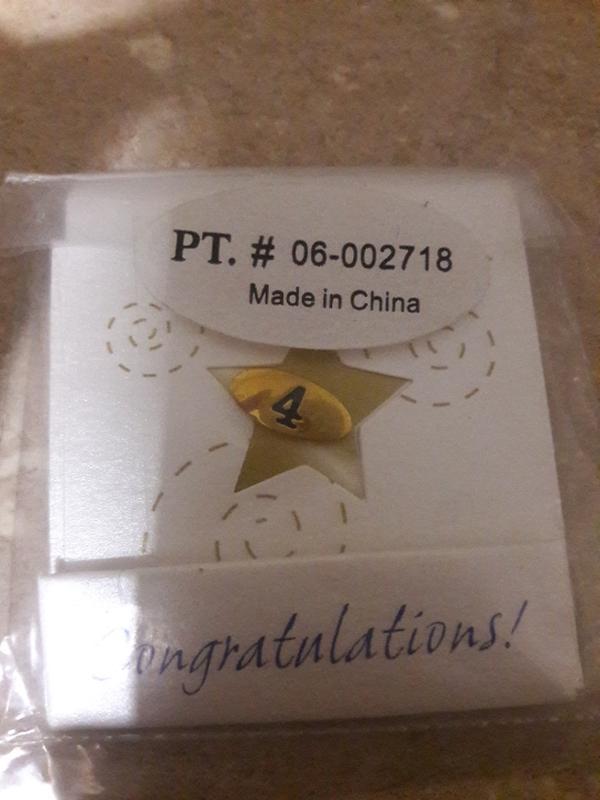 PT. # 06-002718
Made in China
4
Congratulations!